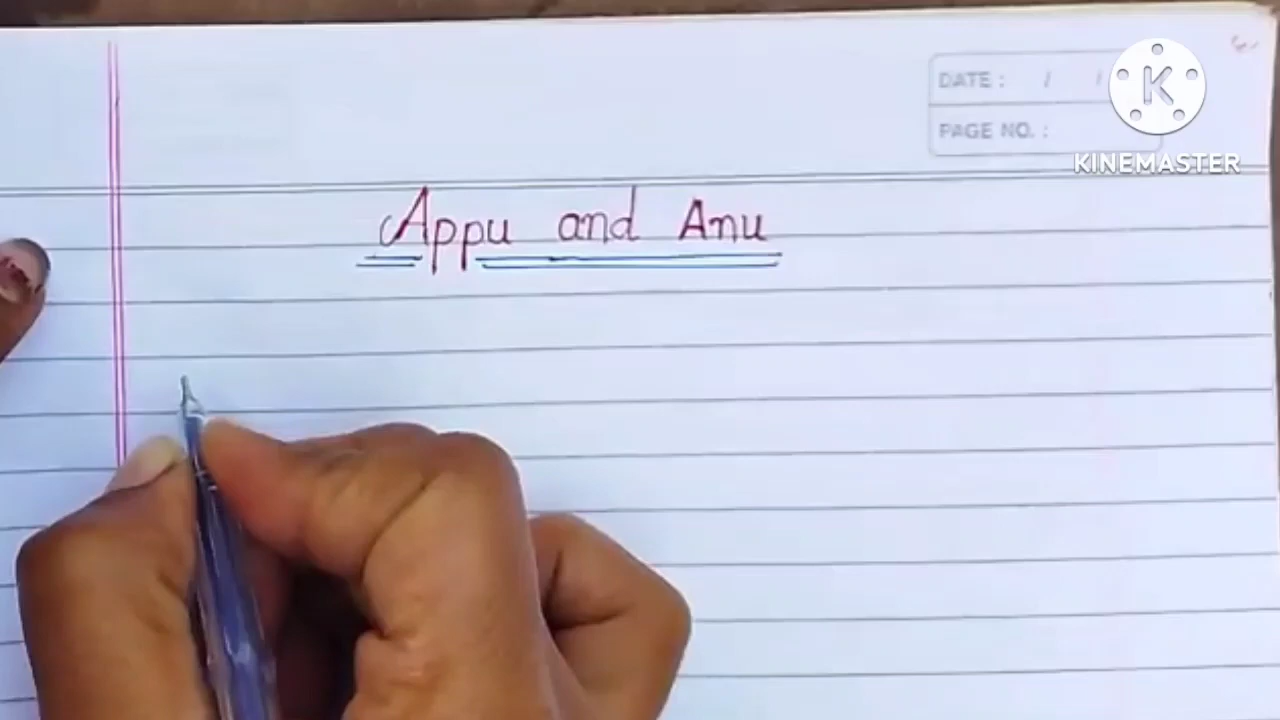 DATE : / /
PAGE NO. :
K
KINEMASTER
Appu and Anu